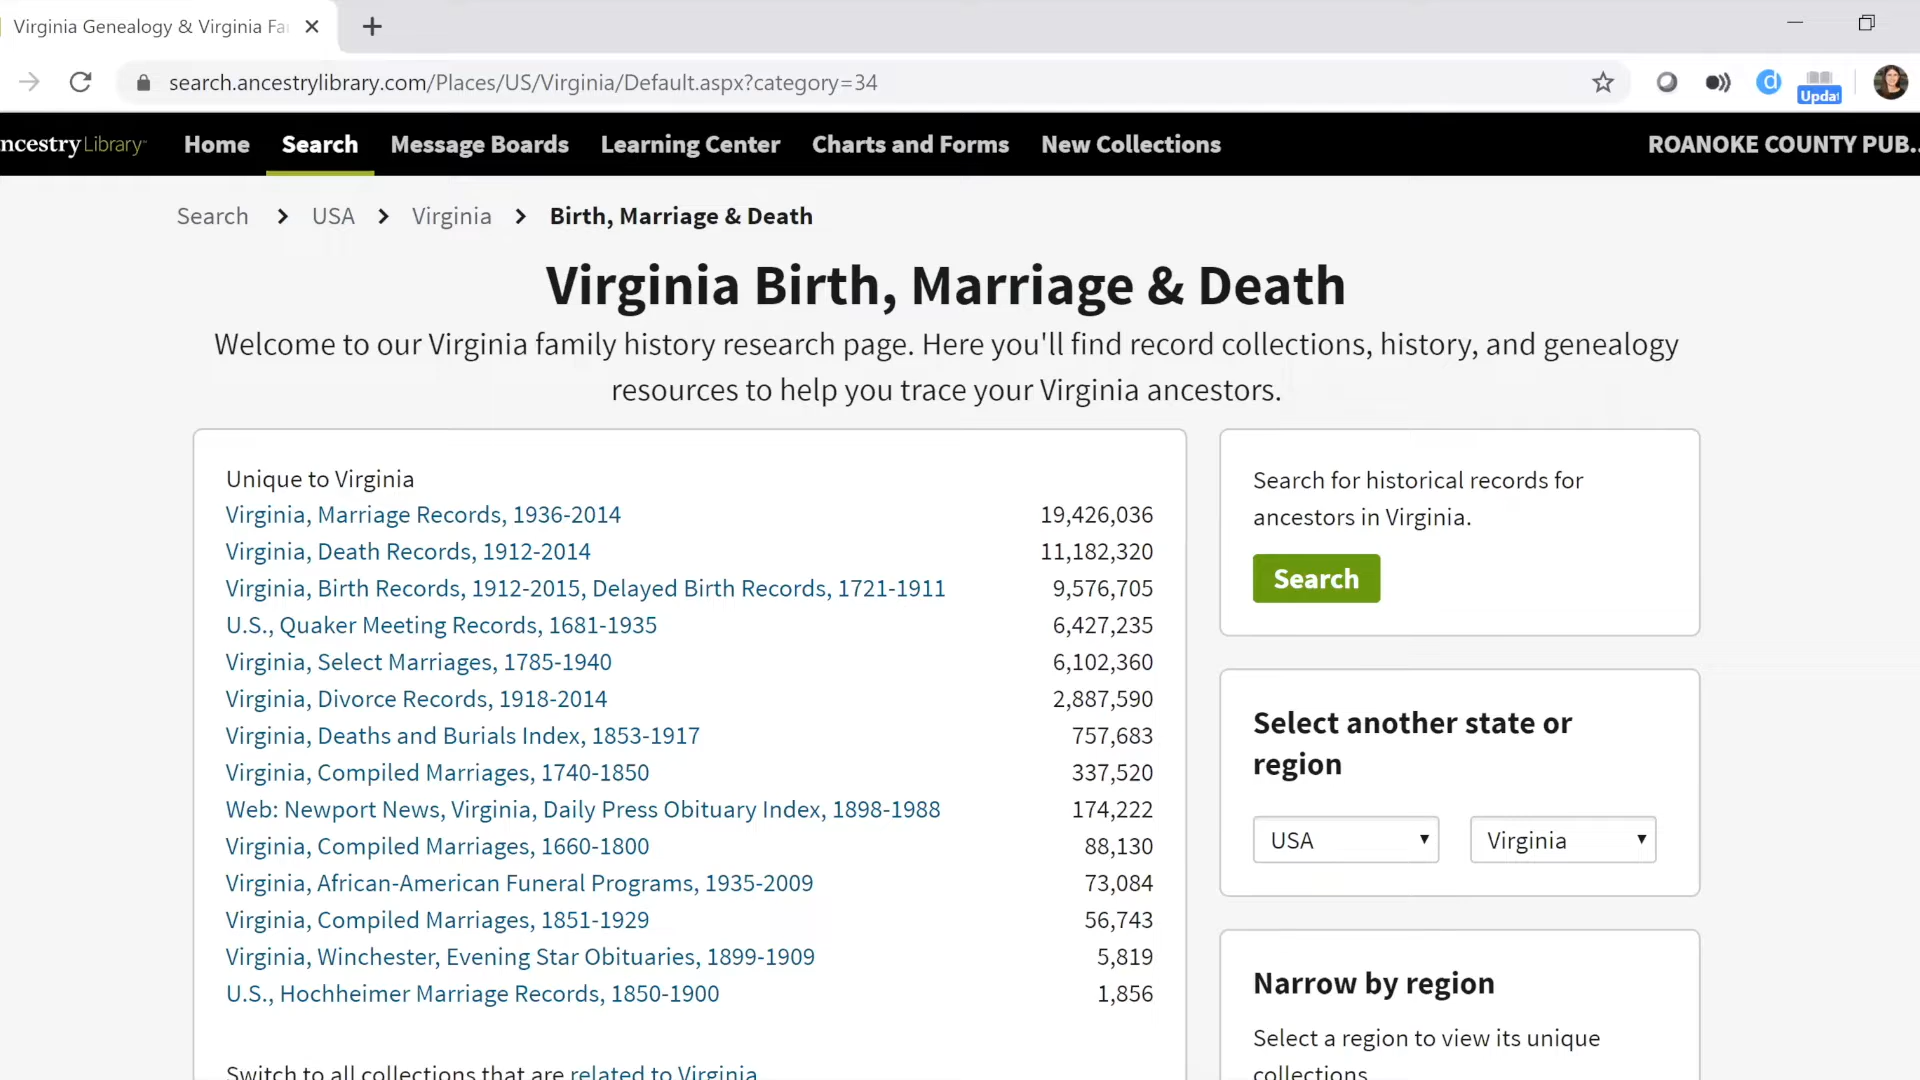 Virginia Genealogy & Virginia Fa
search.ancestrylibrary.com/Places/US/Virginia/Default.aspx?category=34
d
Updat
ncestryLibrary
Home
Search
Message Boards
Learning Center
Charts and Forms
New Collections
ROANOKE COUNTY PUB..
Search > USA > Virginia > Birth, Marriage & Death
Virginia Birth, Marriage & Death
Welcome to our Virginia family history research page. Here you'll find record collections, history, and genealogy
resources to help you trace your Virginia ancestors.
Unique to Virginia
Virginia, Marriage Records, 1936-2014 19,426,036
Virginia, Death Records, 1912-2014 11,182,320
Virginia, Birth Records, 1912-2015, Delayed Birth Records, 1721-1911 9,576,705
U.S., Quaker Meeting Records, 1681-1935 6,427,235
Virginia, Select Marriages, 1785-1940 6,102,360
Virginia, Divorce Records, 1918-2014 2,887,590
Virginia, Deaths and Burials Index, 1853-1917 757,683
Virginia, Compiled Marriages, 1740-1850 337,520
Web: Newport News, Virginia, Daily Press Obituary Index, 1898-1988 174,222
Virginia, Compiled Marriages, 1660-1800 88,130
Virginia, African-American Funeral Programs, 1935-2009 73,084
Virginia, Compiled Marriages, 1851-1929 56,743
Virginia, Winchester, Evening Star Obituaries, 1899-1909 5,819
U.S., Hochheimer Marriage Records, 1850-1900 1,856
Switch to all collections that are related to Virginia
Search for historical records for
ancestors in Virginia.
Search
Select another state or
region
USA
Virginia
Narrow by region
Select a region to view its unique
collections